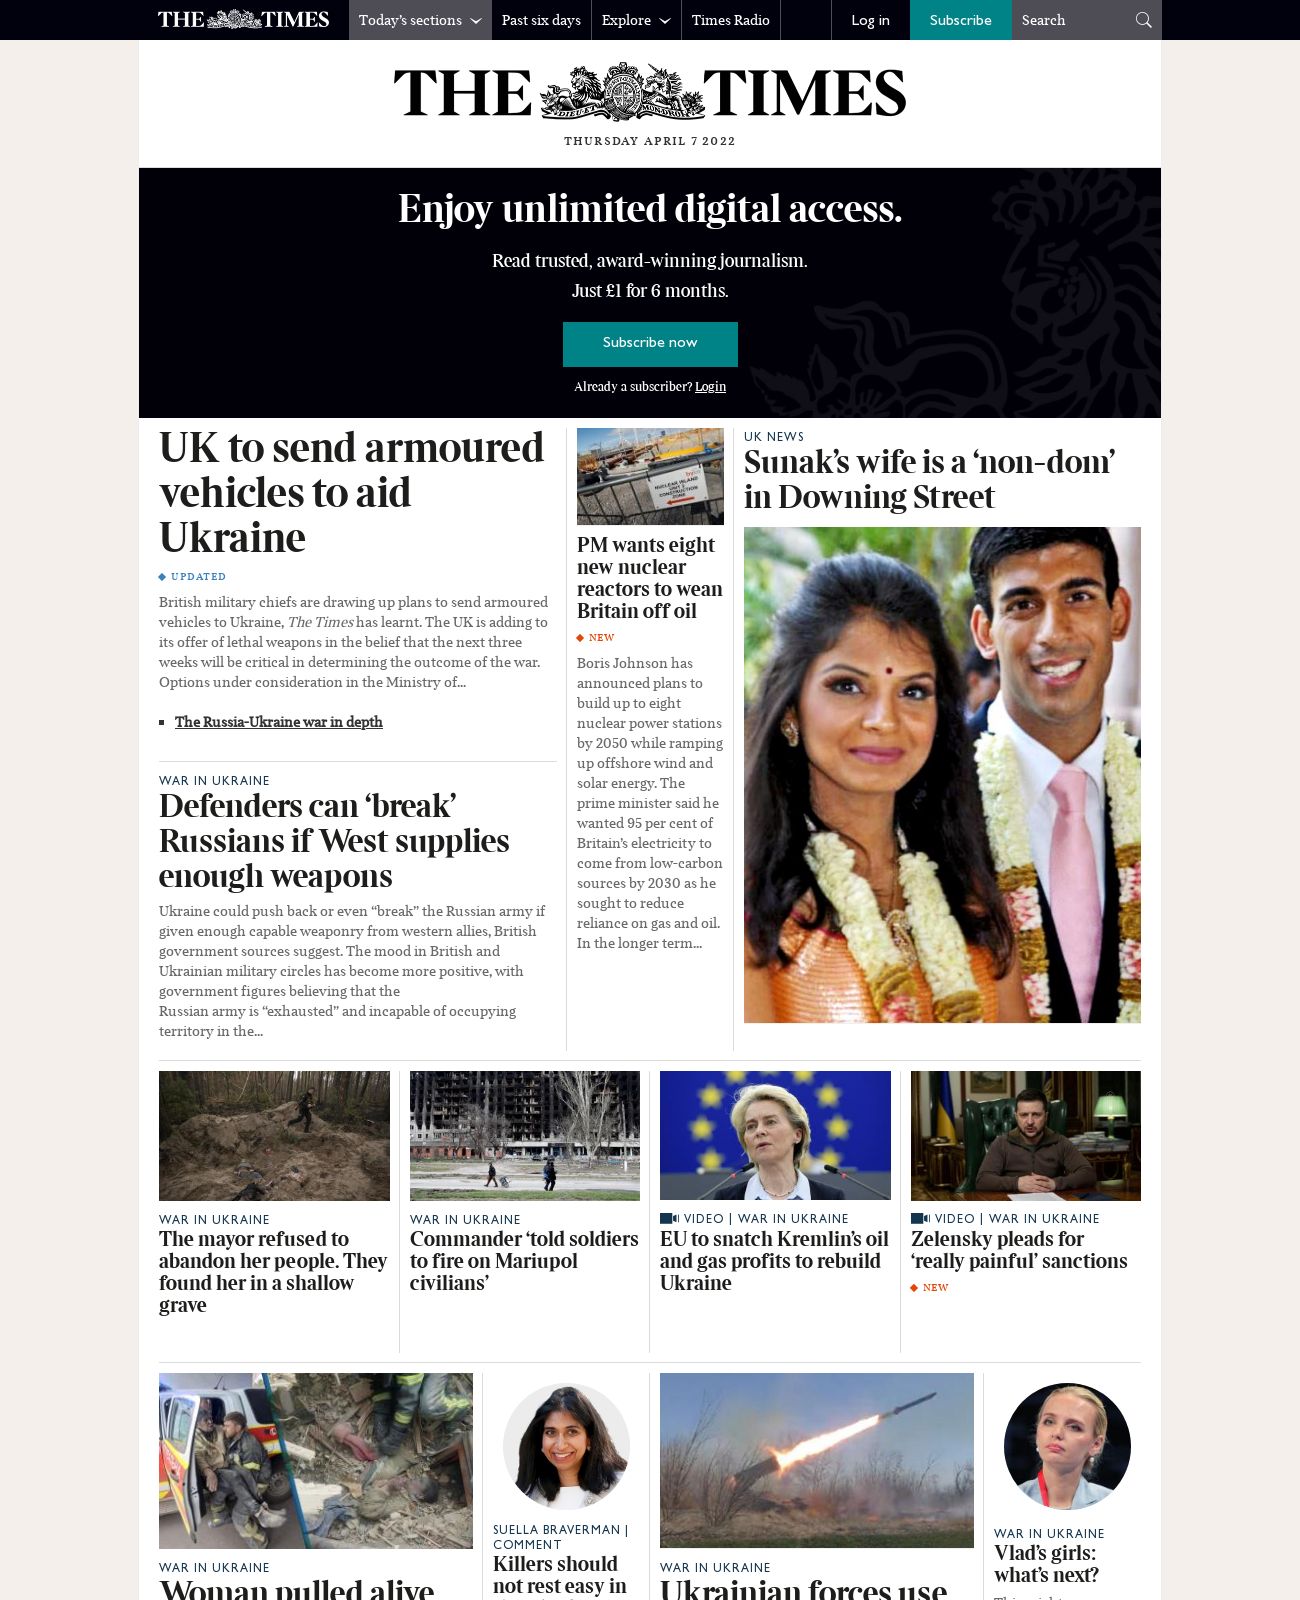 THE TIMES
Today's sections
Past six days
Explore
Times Radio
Log in
Subscribe
Search
THE TIMES
DIEU ET MON DROIT
THURSDAY APRIL 7 2022
Enjoy unlimited digital access.
Read trusted, award-winning journalism.
Just £1 for 6 months.
Subscribe now
Already a subscriber? Login
UK to send armoured
vehicles to aid
Ukraine
UPDATED
British military chiefs are drawing up plans to send armoured
vehicles to Ukraine, The Times has learnt. The UK is adding to
its offer of lethal weapons in the belief that the next three
weeks will be critical in determining the outcome of the war.
Options under consideration in the Ministry of...
The Russia-Ukraine war in depth
WAR IN UKRAINE
Defenders can ‘break’
Russians if West supplies
enough weapons
Ukraine could push back or even “break” the Russian army if
given enough capable weaponry from western allies, British
government sources suggest. The mood in British and
Ukrainian military circles has become more positive, with
government figures believing that the
Russian army is “exhausted” and incapable of occupying
territory in the...
NUCLEAR ISLAND
CONSTRUCTION
ZONE
PM wants eight
new nuclear
reactors to wean
Britain off oil
NEW
Boris Johnson has
announced plans to
build up to eight
nuclear power stations
by 2050 while ramping
up offshore wind and
solar energy. The
prime minister said he
wanted 95 per cent of
Britain’s electricity to
come from low-carbon
sources by 2030 as he
sought to reduce
reliance on gas and oil.
In the longer term...
UK NEWS
Sunak’s wife is a ‘non-dom’
in Downing Street
WAR IN UKRAINE
The mayor refused to
abandon her people. They
found her in a shallow
grave
WAR IN UKRAINE
Commander ‘told soldiers
to fire on Mariupol
civilians’
VIDEO | WAR IN UKRAINE
EU to snatch Kremlin’s oil
and gas profits to rebuild
Ukraine
VIDEO | WAR IN UKRAINE
Zelensky pleads for
‘really painful’ sanctions
NEW
WAR IN UKRAINE
Woman pulled alive
SUELLA BRAVERMAN |
COMMENT
Killers should
not rest easy in
WAR IN UKRAINE
Ukrainian forces use
WAR IN UKRAINE
Vlad’s girls:
what’s next?